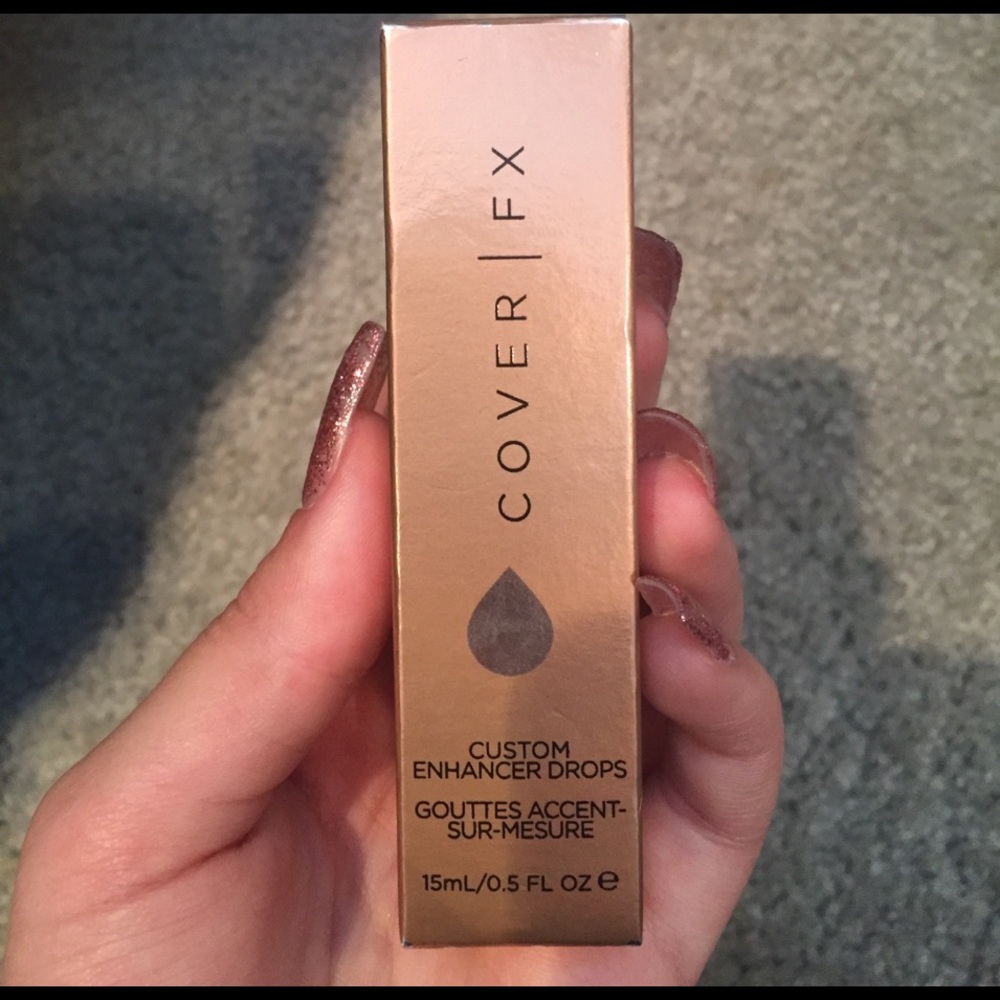 COVER|FX
CUSTOM
ENHANCER DROPS
GOUTTES ACCENT-
SUR-MESURE
15mL/0.5 FL OZ ℮